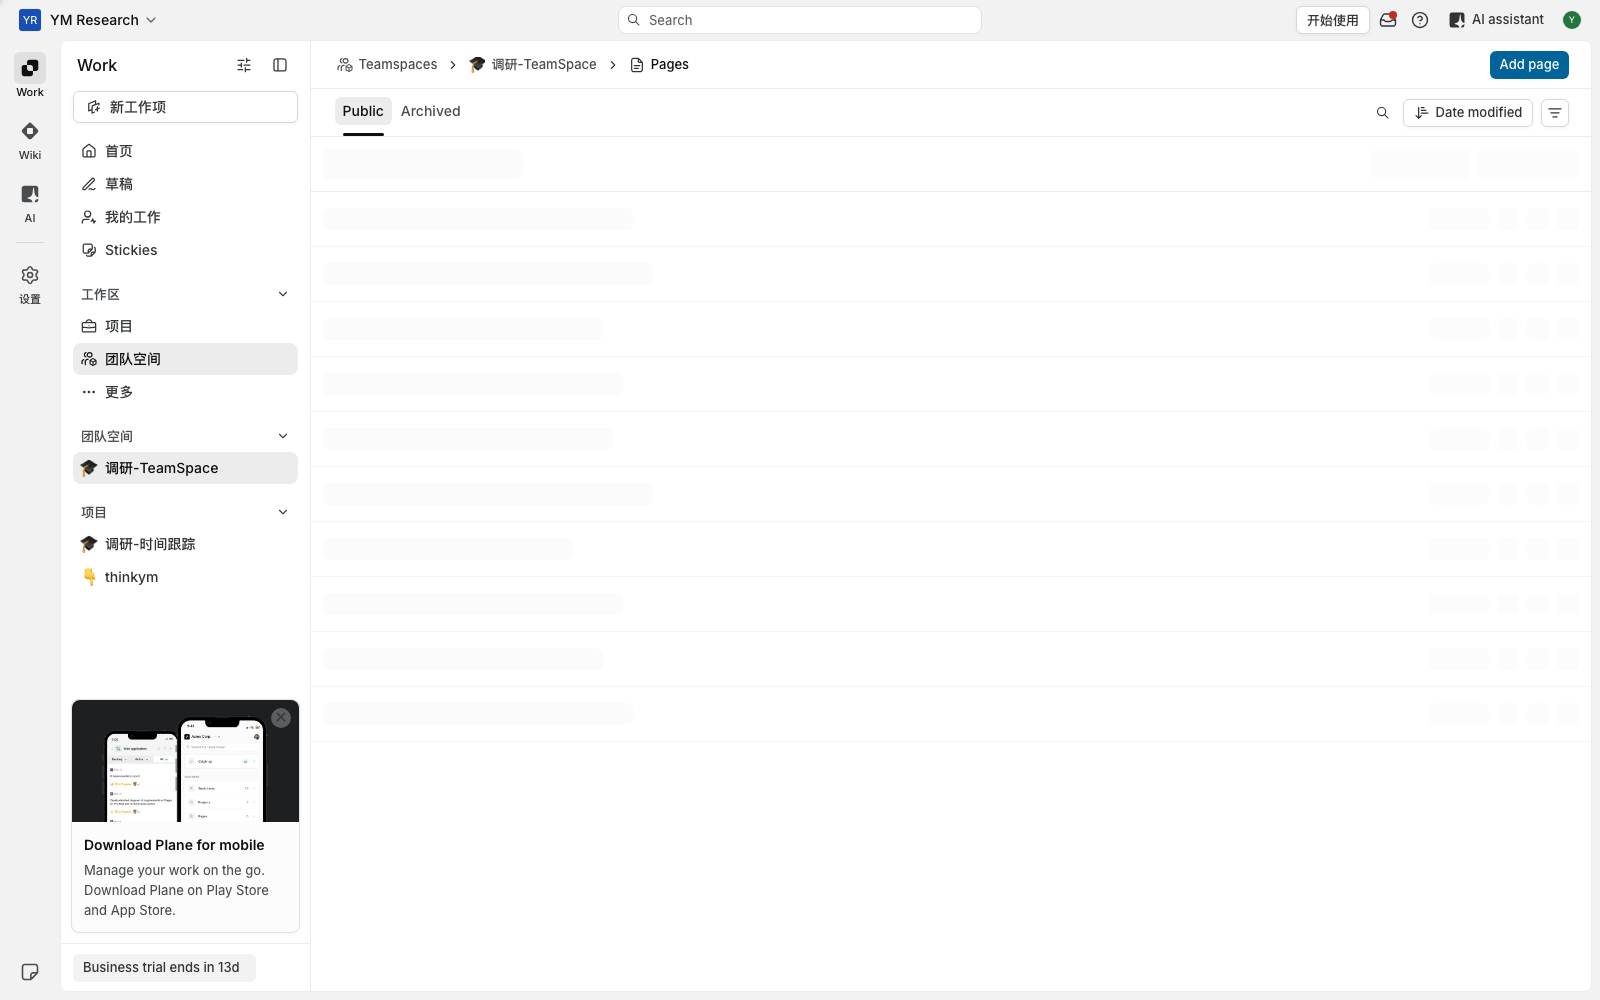 YR
YM Research
Search
开始使用
AI assistant
Y
Work
Wiki
AI
设置
Work
新工作项
首页
草稿
我的工作
Stickies
工作区
项目
团队空间
更多
团队空间
调研-TeamSpace
项目
调研-时间跟踪
thinkym
Download Plane for mobile
Manage your work on the go.
Download Plane on Play Store
and App Store.
Business trial ends in 13d
Teamspaces
调研-TeamSpace
Pages
Add page
Public
Archived
Date modified